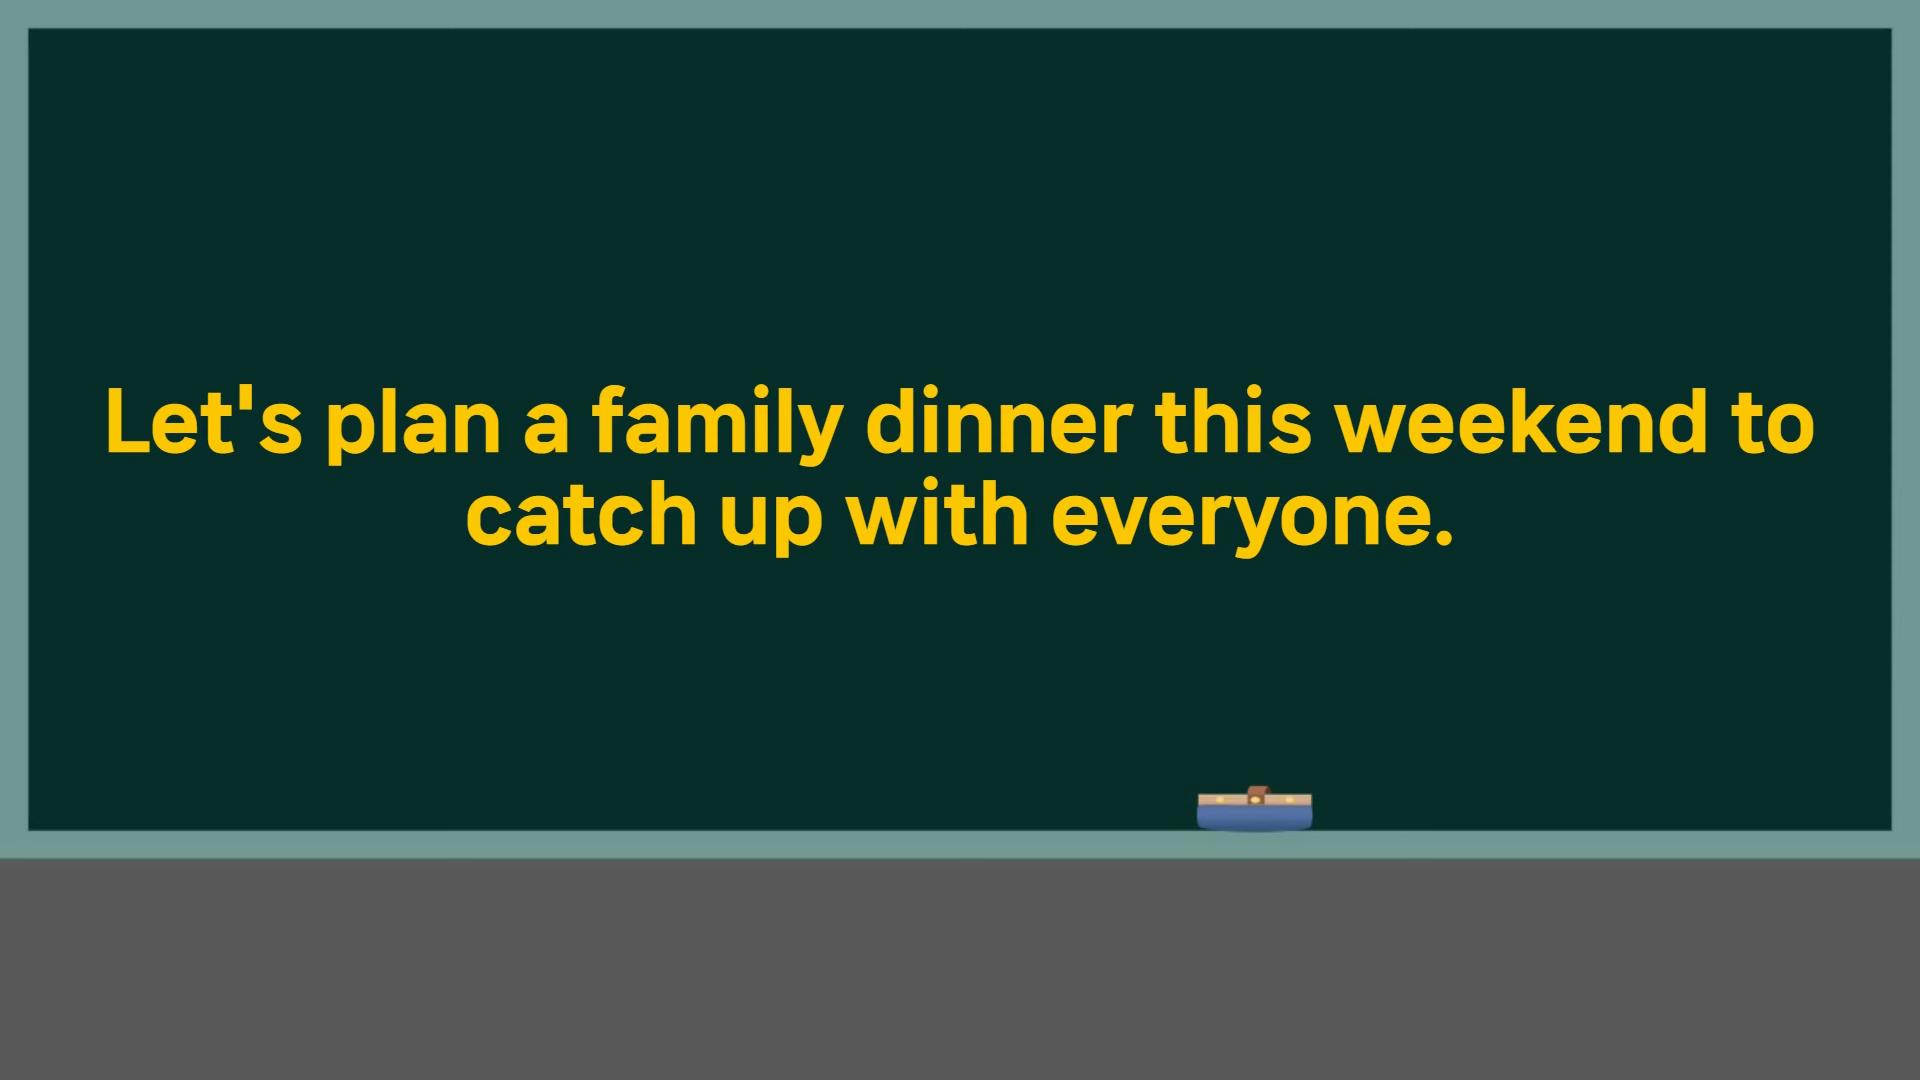 Let's plan a family dinner this weekend to
catch up with everyone.